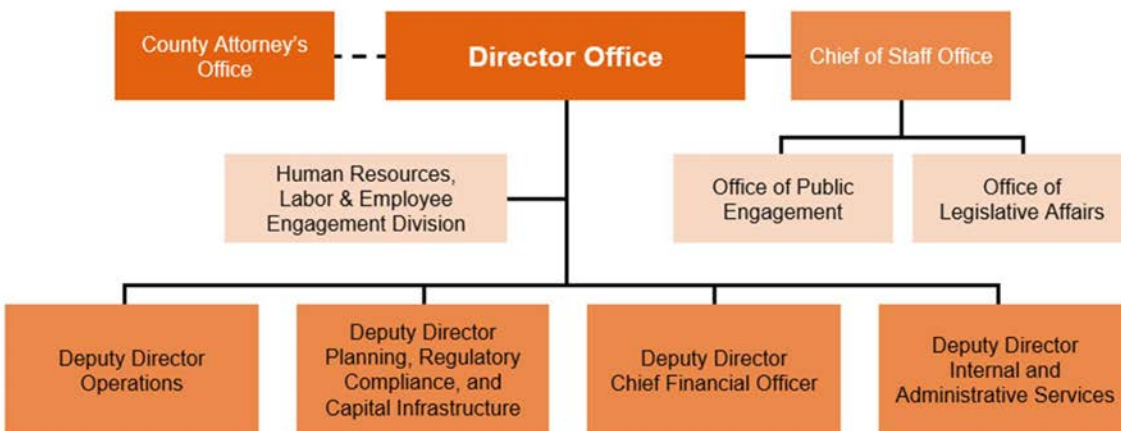 County Attorney's
Office
Director Office
Chief of Staff Office
Human Resources,
Labor & Employee
Engagement Division
Office of Public
Engagement
Office of
Legislative Affairs
Deputy Director
Operations
Deputy Director
Planning, Regulatory
Compliance, and
Capital Infrastructure
Deputy Director
Chief Financial Officer
Deputy Director
Internal and
Administrative Services